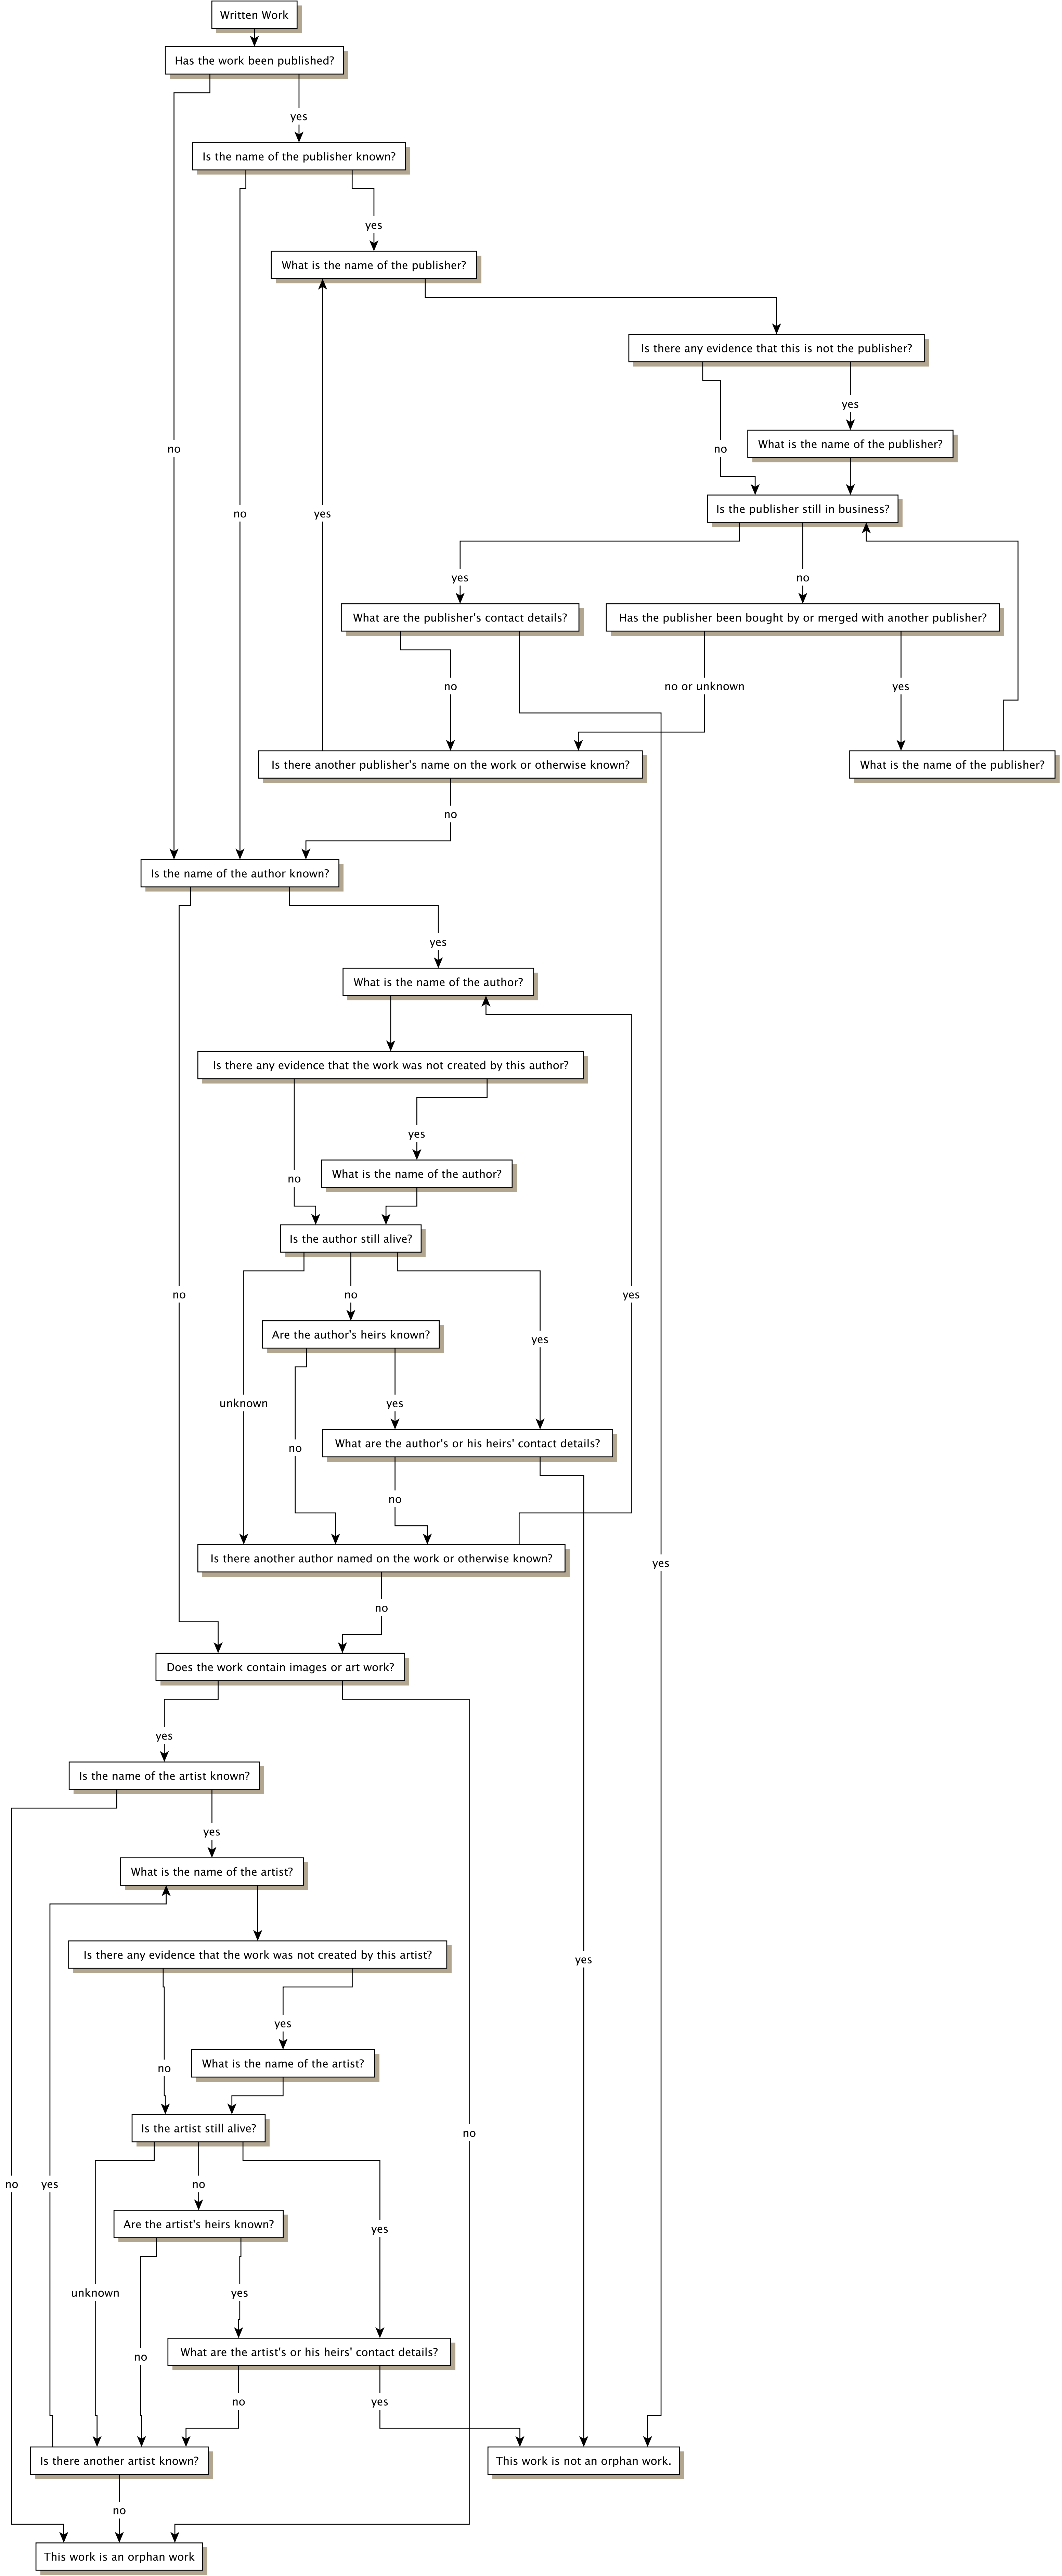 Written Work
Has the work been published?
yes
Is the name of the publisher known?
yes
What is the name of the publisher?
Is there any evidence that this is not the publisher?
yes
What is the name of the publisher?
no
no
Is the publisher still in business?
no
yes
yes
no
What are the publisher's contact details?
Has the publisher been bought by or merged with another publisher?
no
no or unknown
yes
Is there another publisher's name on the work or otherwise known?
What is the name of the publisher?
no
Is the name of the author known?
yes
What is the name of the author?
Is there any evidence that the work was not created by this author?
yes
What is the name of the author?
no
Is the author still alive?
no
no
yes
Are the author's heirs known?
yes
unknown
yes
What are the author's or his heirs' contact details?
no
no
Is there another author named on the work or otherwise known?
yes
no
Does the work contain images or art work?
yes
Is the name of the artist known?
yes
What is the name of the artist?
Is there any evidence that the work was not created by this artist?
yes
yes
What is the name of the artist?
no
Is the artist still alive?
no
no
yes
no
Are the artist's heirs known?
yes
unknown
yes
What are the artist's or his heirs' contact details?
no
no
yes
Is there another artist known?
This work is not an orphan work.
no
This work is an orphan work